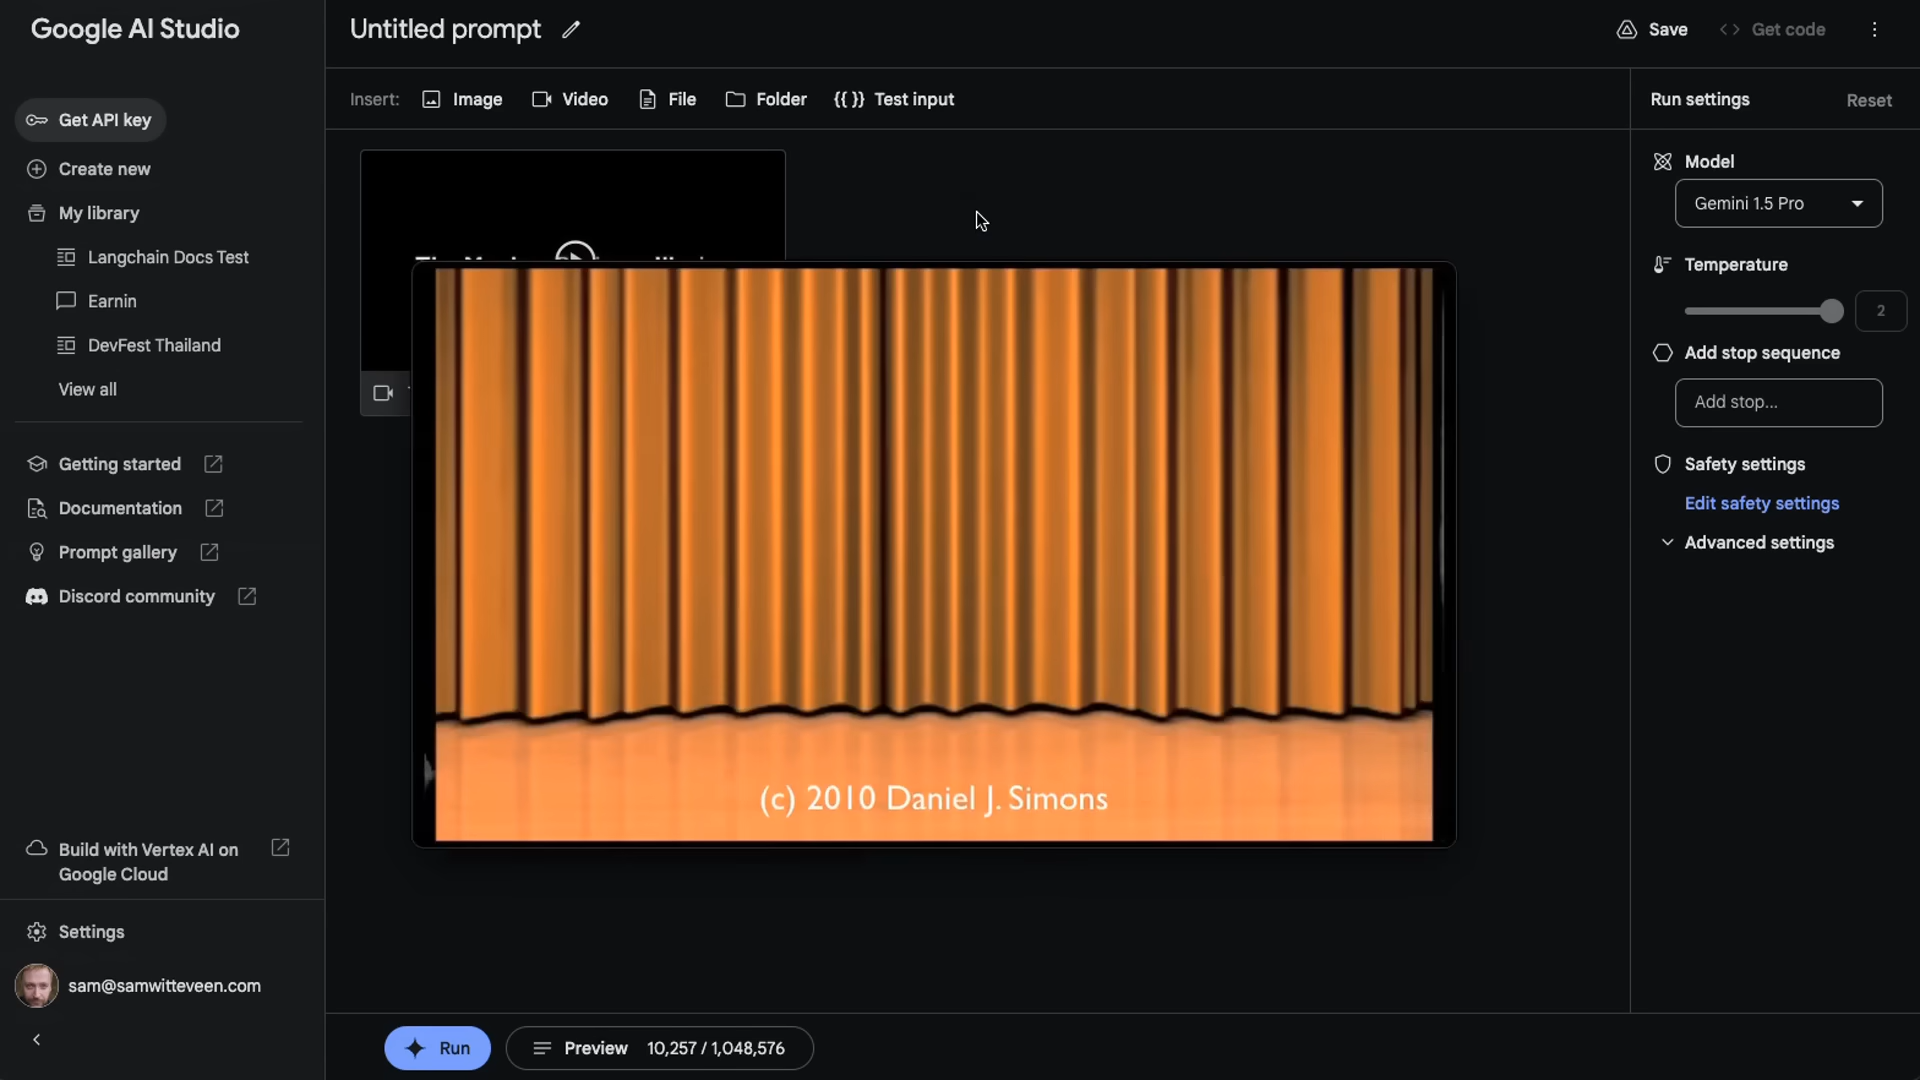 Google AI Studio
Untitled prompt
Save
Get code
Get API key
Insert:
Image
Video
File
Folder
Test input
Run settings
Reset
Create new
My library
Langchain Docs Test
Earnin
DevFest Thailand
View all
Getting started
Documentation
Prompt gallery
Discord community
Build with Vertex AI on
Google Cloud
Settings
sam@samwitteveen.com
(c) 2010 Daniel J. Simons
Model
Gemini 1.5 Pro
Temperature
2
Add stop sequence
Add stop...
Safety settings
Edit safety settings
Advanced settings
Run
Preview 10,257 / 1,048,576